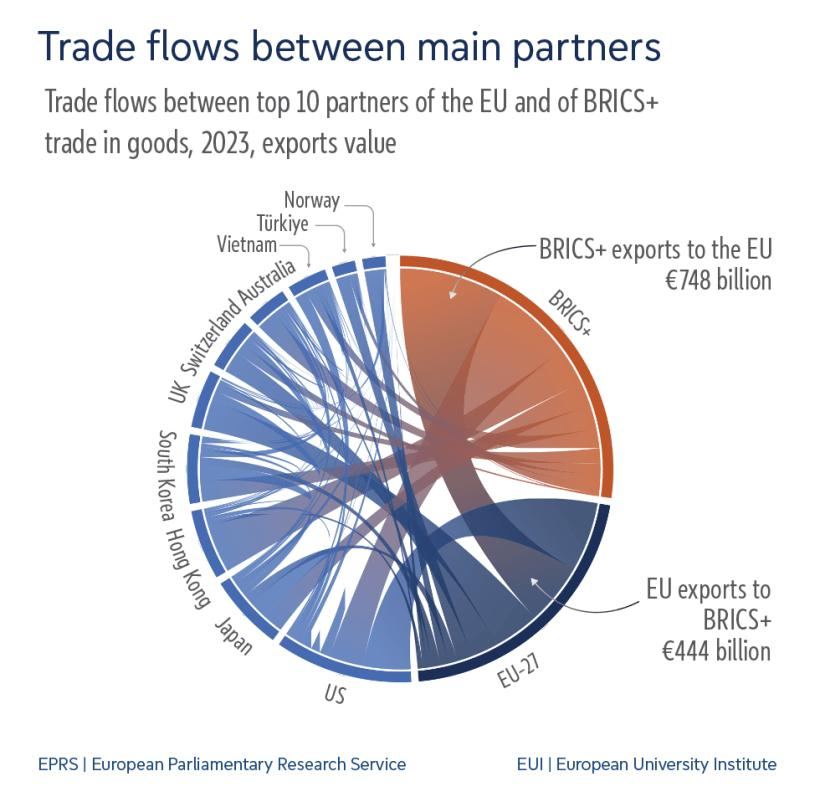 Trade flows between main partners
Trade flows between top 10 partners of the EU and of BRICS+
trade in goods, 2023, exports value
Norway
Türkiye
Vietnam
Australia
Switzerland
UK
South Korea
Hong Kong
Japan
US
EU-27
BRICS+
BRICS+ exports to the EU
€748 billion
EU exports to
BRICS+
€444 billion
EPRS | European Parliamentary Research Service
EUI | European University Institute